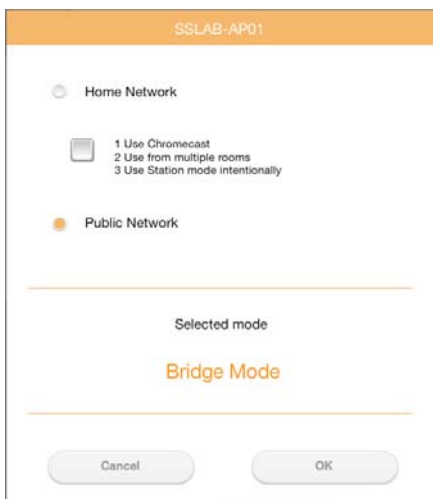 SSLAB-AP01
Home Network
1 Use Chromecast
2 Use from multiple rooms
3 Use Station mode intentionally
Public Network
Selected mode
Bridge Mode
Cancel
OK